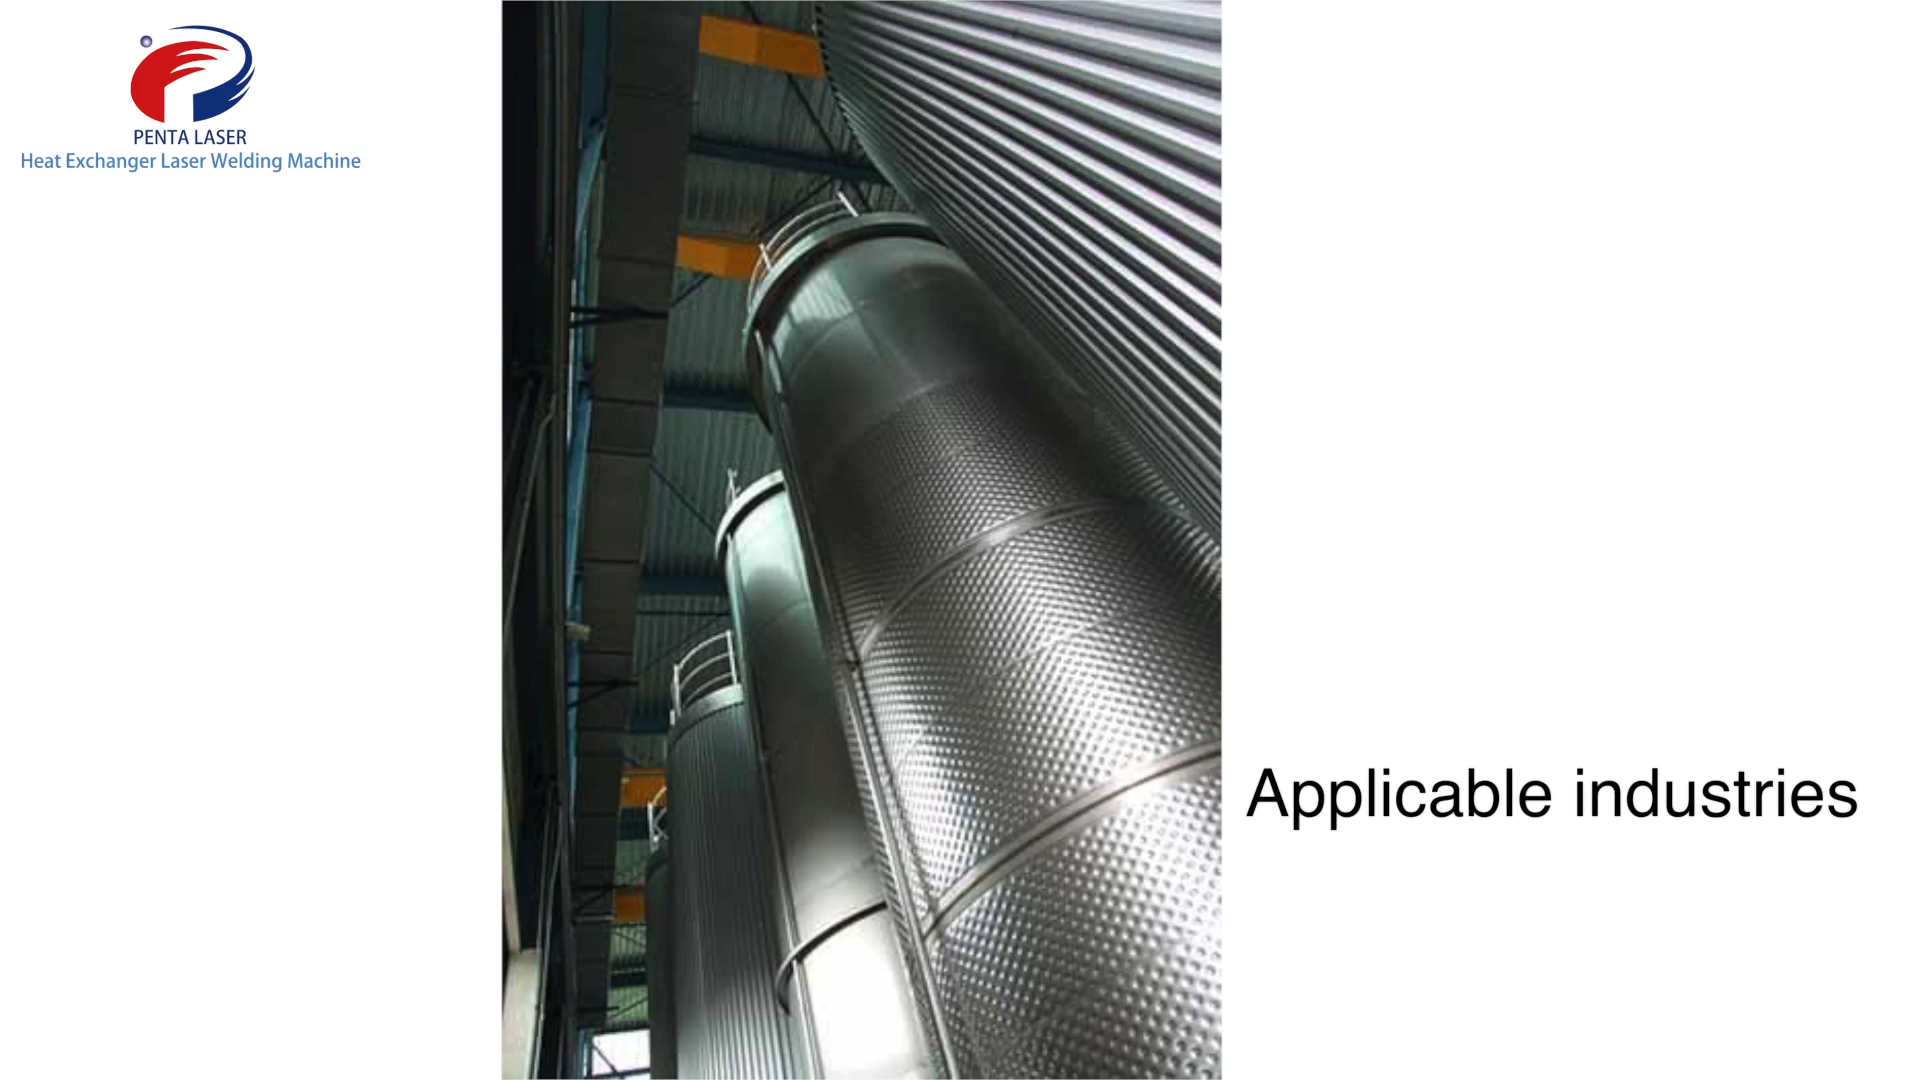 PENTA LASER
Heat Exchanger Laser Welding Machine
Applicable industries